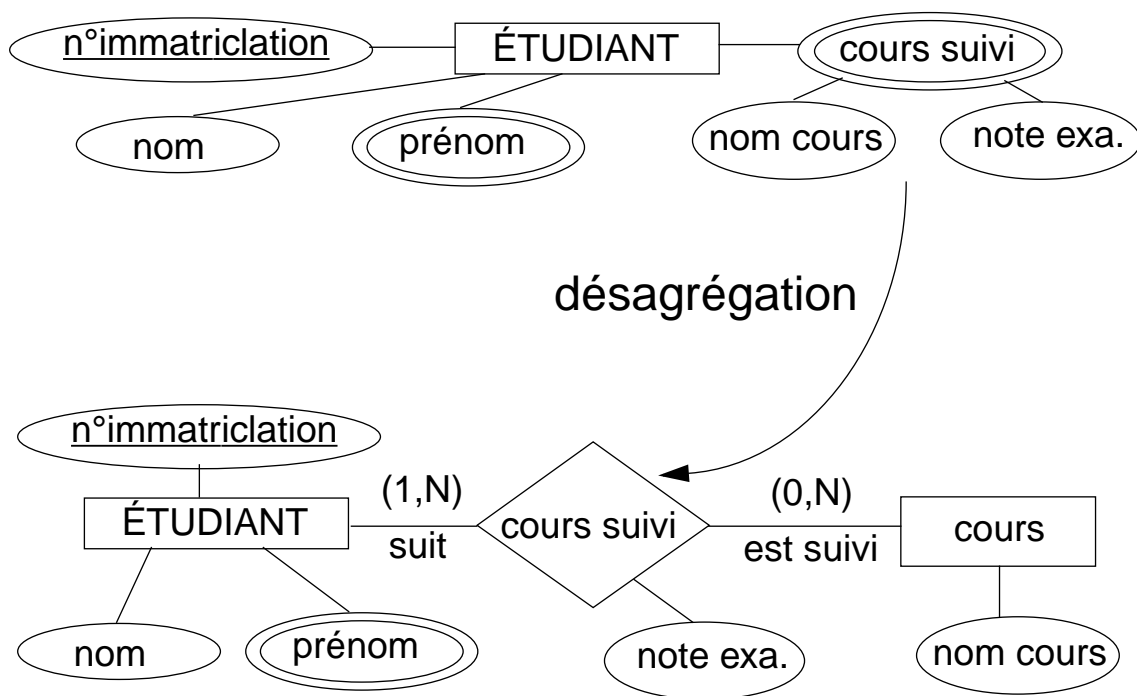 n°immatriclation
ÉTUDIANT
cours suivi
nom
prénom
nom cours
note exa.
désagrégation
n°immatriclation
ÉTUDIANT
(1,N)
suit
cours suivi
(0,N)
est suivi
cours
nom
prénom
note exa.
nom cours